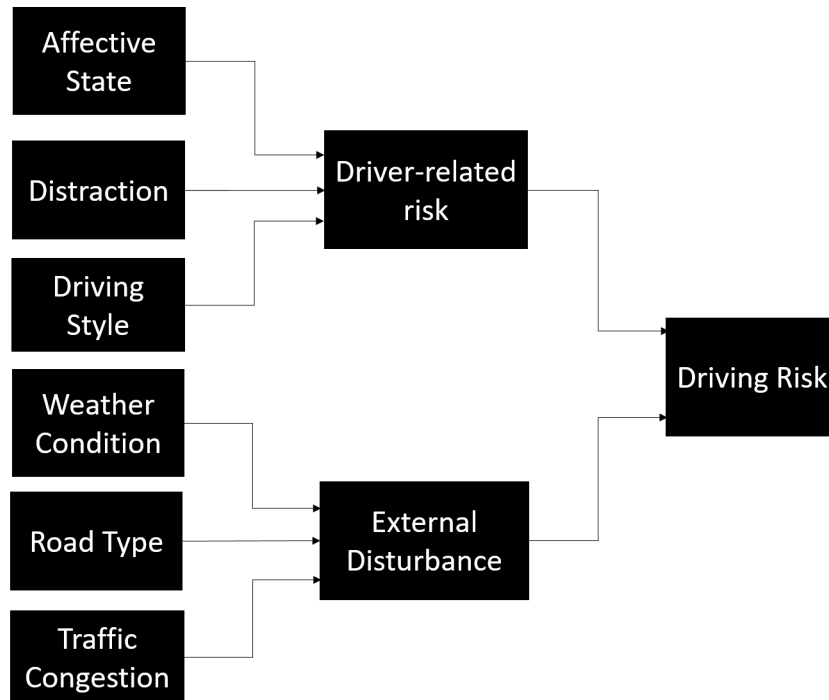 Affective
State
Distraction
Driving
Style
Weather
Condition
Road Type
Traffic
Congestion
Driver-related
risk
External
Disturbance
Driving Risk